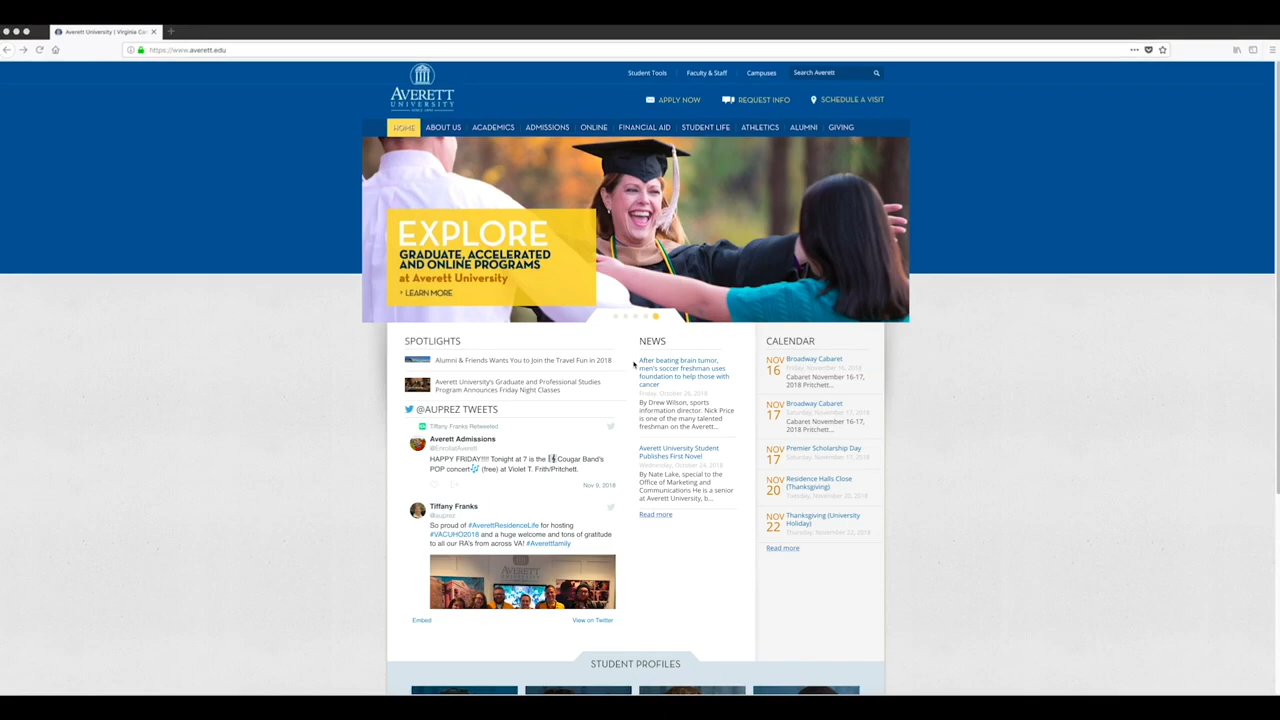 Averett University | Virginia Co
https://www.averett.edu
Student Tools
Faculty & Staff
Campuses
Search Averett
AVERETT
UNIVERSITY
APPLY NOW
REQUEST INFO
SCHEDULE A VISIT
HOME
ABOUT US
ACADEMICS
ADMISSIONS
ONLINE
FINANCIAL AID
STUDENT LIFE
ATHLETICS
ALUMNI
GIVING
EXPLORE
GRADUATE, ACCELERATED
AND ONLINE PROGRAMS
at Averett University
LEARN MORE
SPOTLIGHTS
Alumni & Friends Wants You to Join the Travel Fun in 2018
Averett University's Graduate and Professional Studies
Program Announces Friday Night Classes
@AUPREZ TWEETS
Tiffany Franks Retweeted
Averett Admissions
@EnrollatAverett
HAPPY FRIDAY!!!! Tonight at 7 is the Cougar Band's
POP concert (free) at Violet T. Frith/Pritchett.
Nov 9, 2018
Tiffany Franks
@auprez
So proud of #AverettResidenceLife for hosting
#VACUHO2018 and a huge welcome and tons of gratitude
to all our RA's from across VA! #Averettfamily
AVERETT
UNIVERSITY
Embed
View on Twitter
NEWS
After beating brain tumor,
men's soccer freshman uses
foundation to help those with
cancer
Friday, October 26, 2018
By Drew Wilson, sports
information director. Nick Price
is one of the many talented
freshman on the Averett...
Averett University Student
Publishes First Novel
Wednesday, October 24, 2018
By Nate Lake, special to the
Office of Marketing and
Communications He is a senior
at Averett University, b...
Read more
CALENDAR
NOV
16
Broadway Cabaret
Friday, November 16, 2018
Cabaret November 16-17,
2018 Pritchett...
NOV
17
Broadway Cabaret
Saturday, November 17, 2018
Cabaret November 16-17,
2018 Pritchett...
NOV
17
Premier Scholarship Day
Saturday, November 17, 2018
NOV
20
Residence Halls Close
(Thanksgiving)
Tuesday, November 20, 2018
NOV
22
Thanksgiving (University
Holiday)
Thursday, November 22, 2018
Read more
STUDENT PROFILES